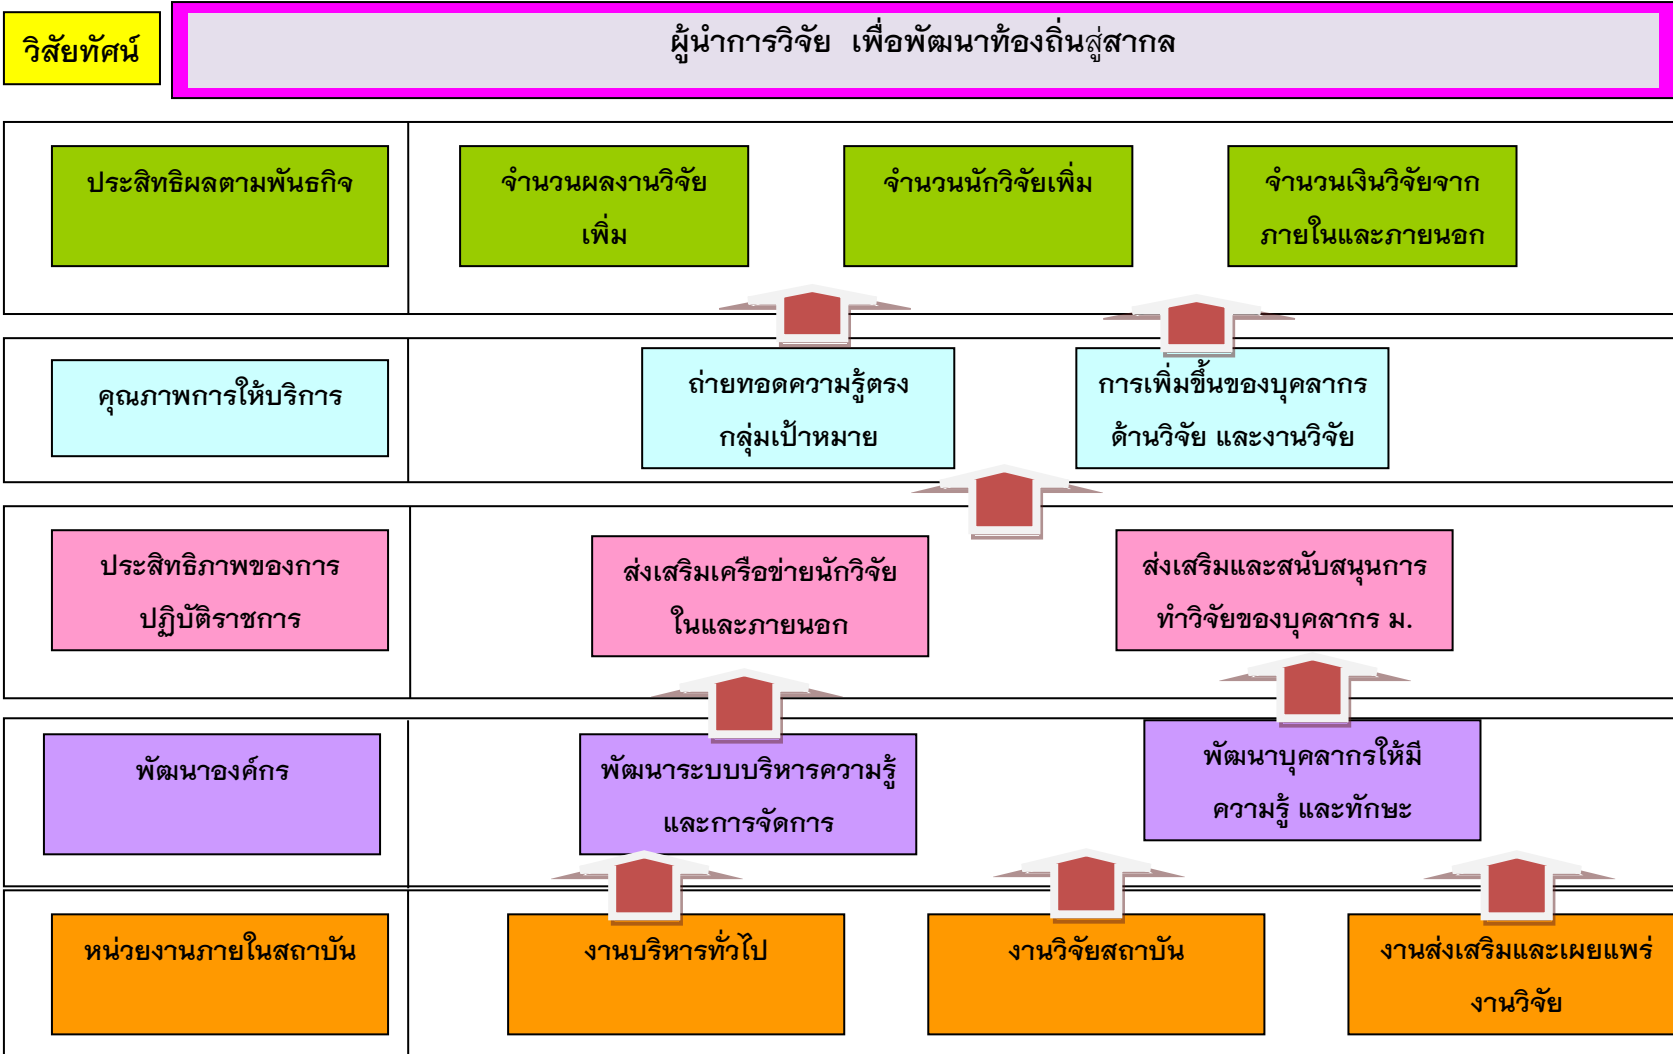 วิสัยทัศน์
ผู้นำการวิจัย เพื่อพัฒนาท้องถิ่นสู่สากล
ประสิทธิผลตามพันธกิจ
จำนวนผลงานวิจัย
เพิ่ม
จำนวนนักวิจัยเพิ่ม
จำนวนเงินวิจัยจาก
ภายในและภายนอก
คุณภาพการให้บริการ
ถ่ายทอดความรู้ตรง
กลุ่มเป้าหมาย
การเพิ่มขึ้นของบุคลากร
ด้านวิจัย และงานวิจัย
ประสิทธิภาพของการ
ปฏิบัติราชการ
ส่งเสริมเครือข่ายนักวิจัย
ในและภายนอก
ส่งเสริมและสนับสนุนการ
ทำวิจัยของบุคลากร ม.
พัฒนาองค์กร
พัฒนาระบบบริหารความรู้
และการจัดการ
พัฒนาบุคลากรให้มี
ความรู้ และทักษะ
หน่วยงานภายในสถาบัน
งานบริหารทั่วไป
งานวิจัยสถาบัน
งานส่งเสริมและเผยแพร่
งานวิจัย